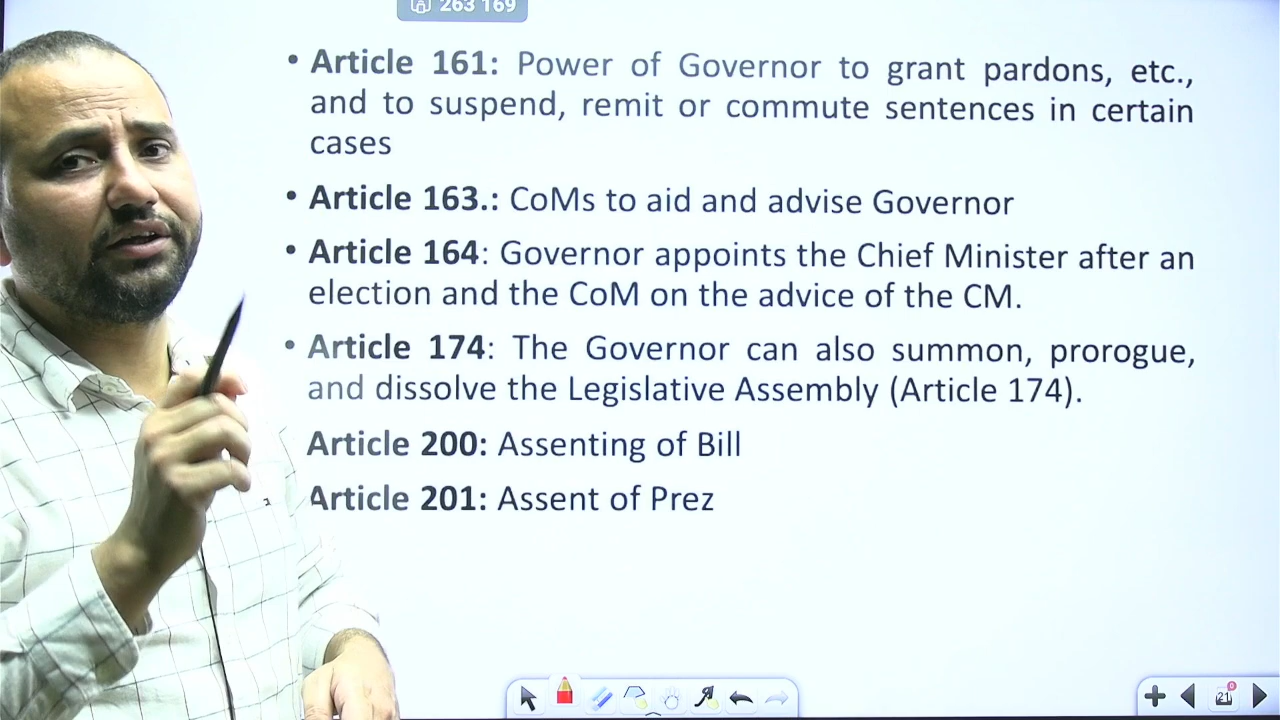 263 169
• Article 161: Power of Governor to grant pardons, etc.,
and to suspend, remit or commute sentences in certain
cases
• Article 163.: CoMs to aid and advise Governor
• Article 164: Governor appoints the Chief Minister after an
election and the CoM on the advice of the CM.
• Article 174: The Governor can also summon, prorogue,
and dissolve the Legislative Assembly (Article 174).
Article 200: Assenting of Bill
Article 201: Assent of Prez
21